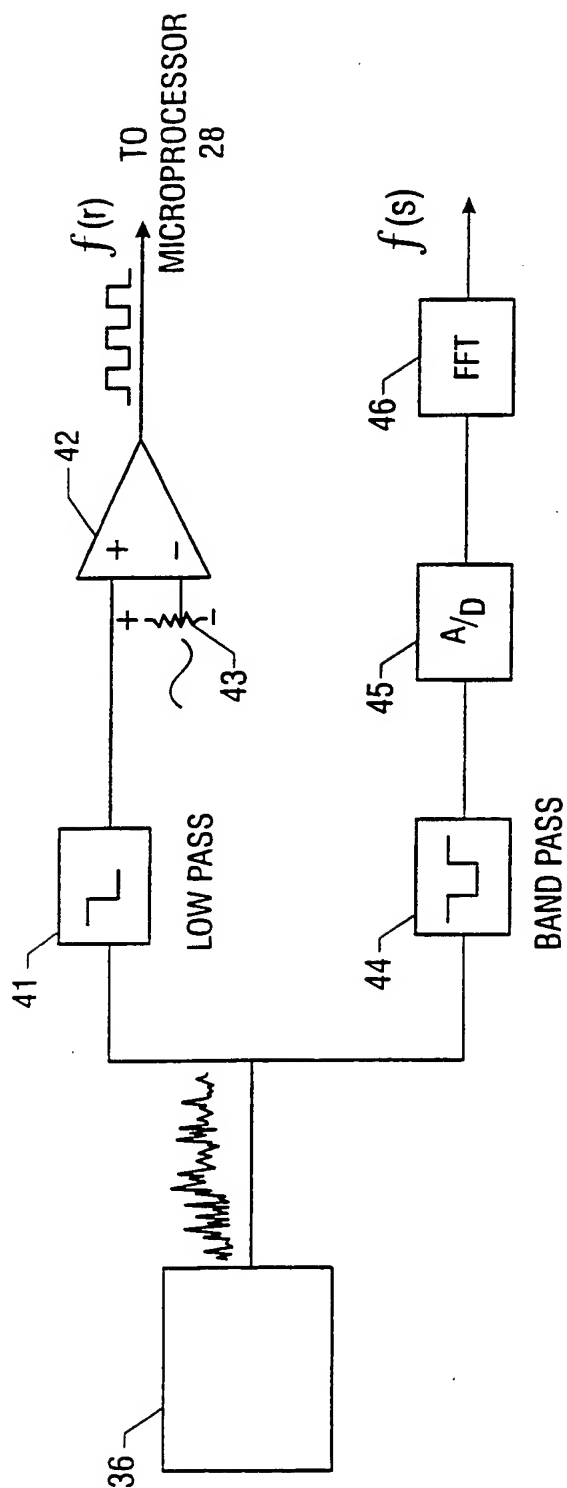 36
41
LOW PASS
+
43
42
+
−
−
f(r)
TO
MICROPROCESSOR
28
44
BAND PASS
45
A/D
46
FFT
f(s)